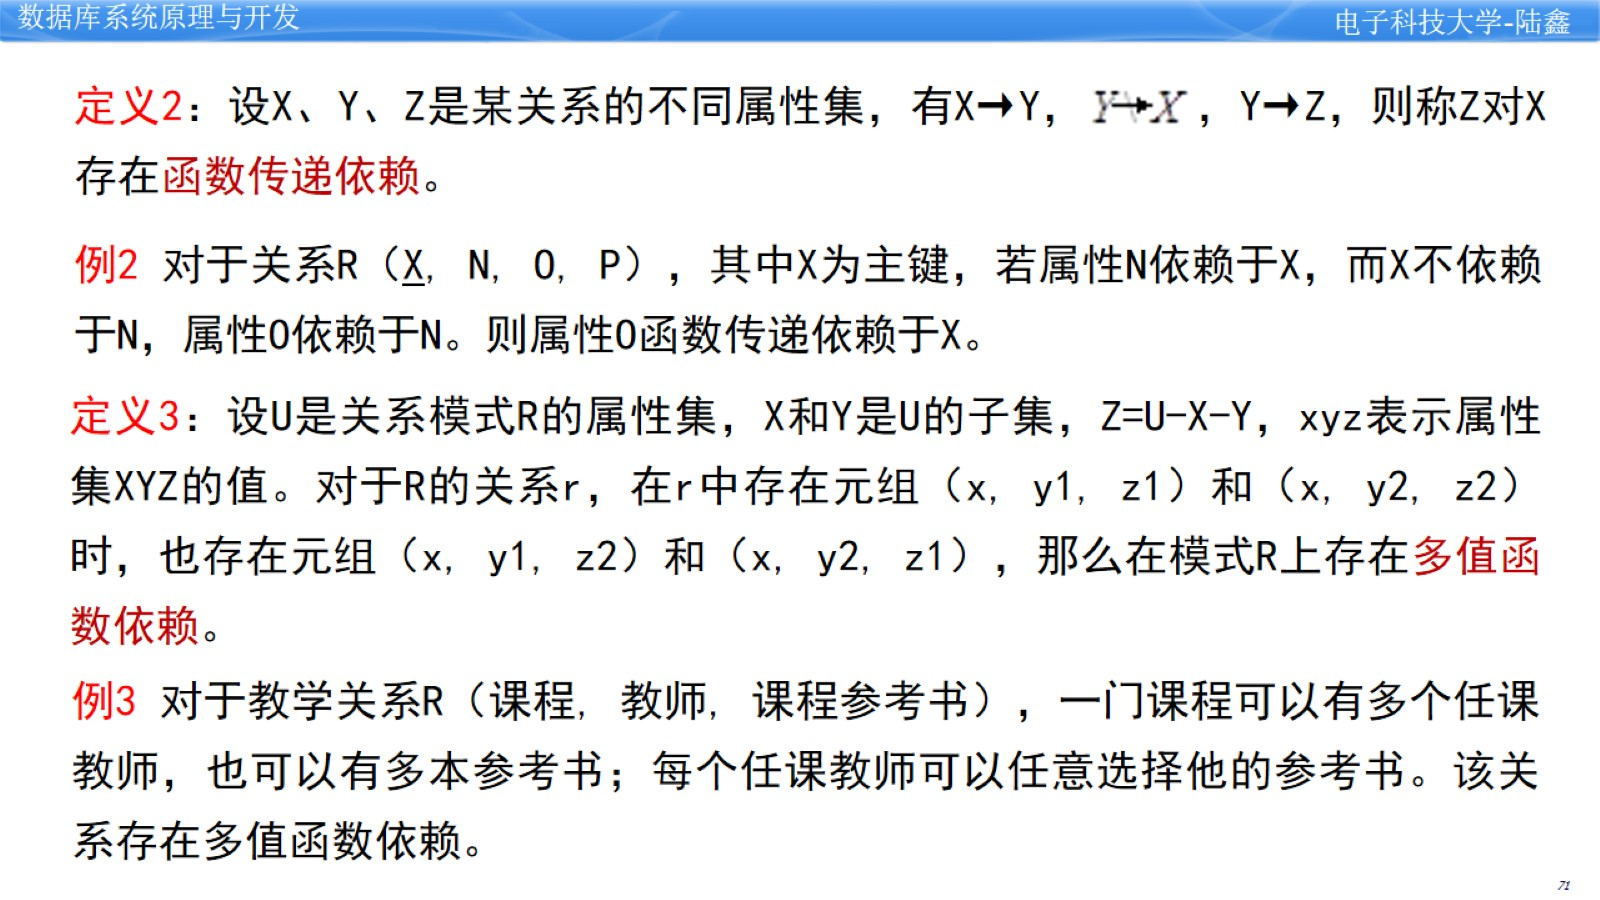 数据库系统原理与开发
电子科技大学-陆鑫
定义2：设X、Y、Z是某关系的不同属性集，有X→Y，Y↛X，Y→Z，则称Z对X
存在函数传递依赖。
例2 对于关系R（X, N, O, P），其中X为主键，若属性N依赖于X，而X不依赖
于N，属性O依赖于N。则属性O函数传递依赖于X。
定义3：设U是关系模式R的属性集，X和Y是U的子集，Z=U-X-Y，xyz表示属性
集XYZ的值。对于R的关系r，在r中存在元组（x, y1, z1）和（x, y2, z2）
时，也存在元组（x, y1, z2）和（x, y2, z1），那么在模式R上存在多值函
数依赖。
例3 对于教学关系R（课程, 教师, 课程参考书），一门课程可以有多个任课
教师，也可以有多本参考书；每个任课教师可以任意选择他的参考书。该关
系存在多值函数依赖。
71